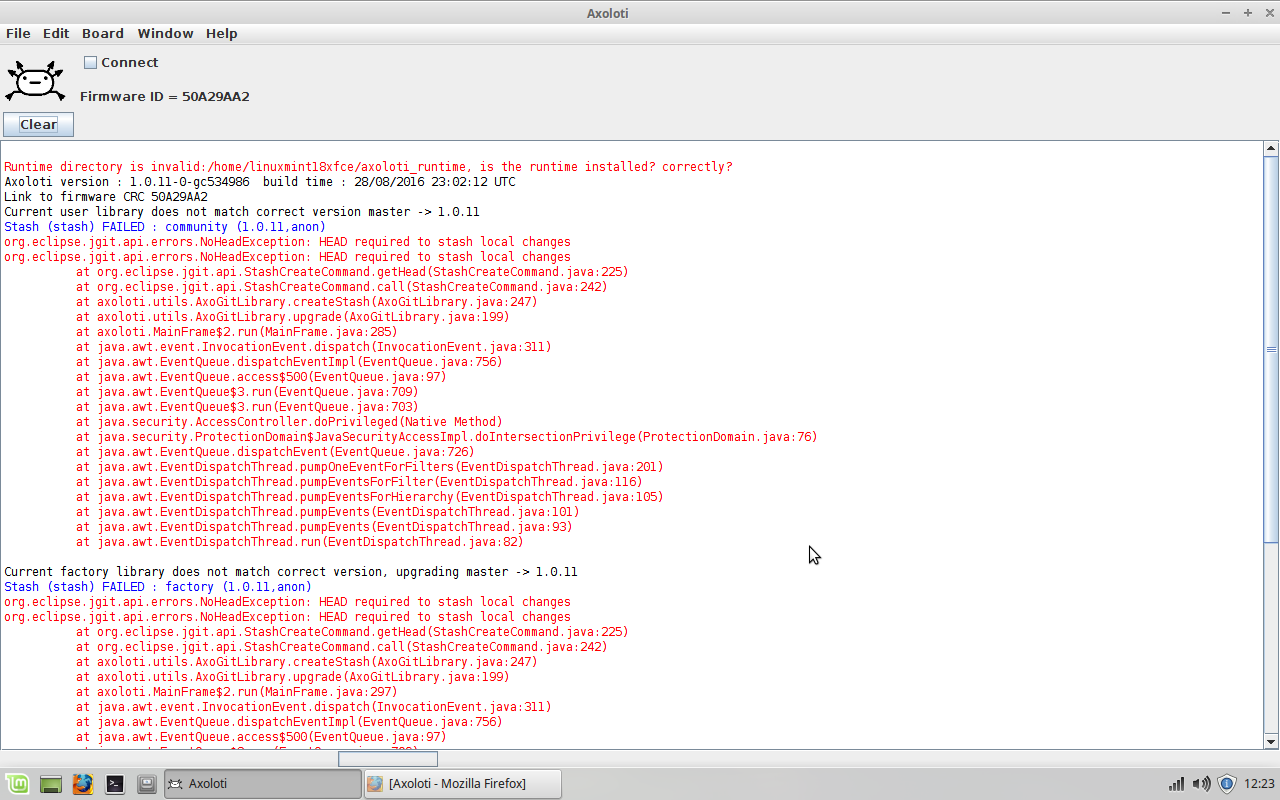 Axoloti
File Edit Board Window Help
Connect
Firmware ID = 50A29AA2
Clear
Runtime directory is invalid:/home/linuxmint18xfce/axoloti_runtime, is the runtime installed? correctly?
Axoloti version : 1.0.11-0-gc534986  build time : 28/08/2016 23:02:12 UTC
Link to firmware CRC 50A29AA2
Current user library does not match correct version master -> 1.0.11
Stash (stash) FAILED : community (1.0.11,anon)
org.eclipse.jgit.api.errors.NoHeadException: HEAD required to stash local changes
org.eclipse.jgit.api.errors.NoHeadException: HEAD required to stash local changes
at org.eclipse.jgit.api.StashCreateCommand.getHead(StashCreateCommand.java:225)
at org.eclipse.jgit.api.StashCreateCommand.call(StashCreateCommand.java:242)
at axoloti.utils.AxoGitLibrary.createStash(AxoGitLibrary.java:247)
at axoloti.utils.AxoGitLibrary.upgrade(AxoGitLibrary.java:199)
at axoloti.MainFrame$2.run(MainFrame.java:285)
at java.awt.event.InvocationEvent.dispatch(InvocationEvent.java:311)
at java.awt.EventQueue.dispatchEventImpl(EventQueue.java:756)
at java.awt.EventQueue.access$500(EventQueue.java:97)
at java.awt.EventQueue$3.run(EventQueue.java:709)
at java.awt.EventQueue$3.run(EventQueue.java:703)
at java.security.AccessController.doPrivileged(Native Method)
at java.security.ProtectionDomain$JavaSecurityAccessImpl.doIntersectionPrivilege(ProtectionDomain.java:76)
at java.awt.EventQueue.dispatchEvent(EventQueue.java:726)
at java.awt.EventDispatchThread.pumpOneEventForFilters(EventDispatchThread.java:201)
at java.awt.EventDispatchThread.pumpEventsForFilter(EventDispatchThread.java:116)
at java.awt.EventDispatchThread.pumpEventsForHierarchy(EventDispatchThread.java:105)
at java.awt.EventDispatchThread.pumpEvents(EventDispatchThread.java:101)
at java.awt.EventDispatchThread.pumpEvents(EventDispatchThread.java:93)
at java.awt.EventDispatchThread.run(EventDispatchThread.java:82)
Current factory library does not match correct version, upgrading master -> 1.0.11
Stash (stash) FAILED : factory (1.0.11,anon)
org.eclipse.jgit.api.errors.NoHeadException: HEAD required to stash local changes
org.eclipse.jgit.api.errors.NoHeadException: HEAD required to stash local changes
at org.eclipse.jgit.api.StashCreateCommand.getHead(StashCreateCommand.java:225)
at org.eclipse.jgit.api.StashCreateCommand.call(StashCreateCommand.java:242)
at axoloti.utils.AxoGitLibrary.createStash(AxoGitLibrary.java:247)
at axoloti.utils.AxoGitLibrary.upgrade(AxoGitLibrary.java:199)
at axoloti.MainFrame$2.run(MainFrame.java:297)
at java.awt.event.InvocationEvent.dispatch(InvocationEvent.java:311)
at java.awt.EventQueue.dispatchEventImpl(EventQueue.java:756)
at java.awt.EventQueue.access$500(EventQueue.java:97)
Axoloti
[Axoloti - Mozilla Firefox]
12:23